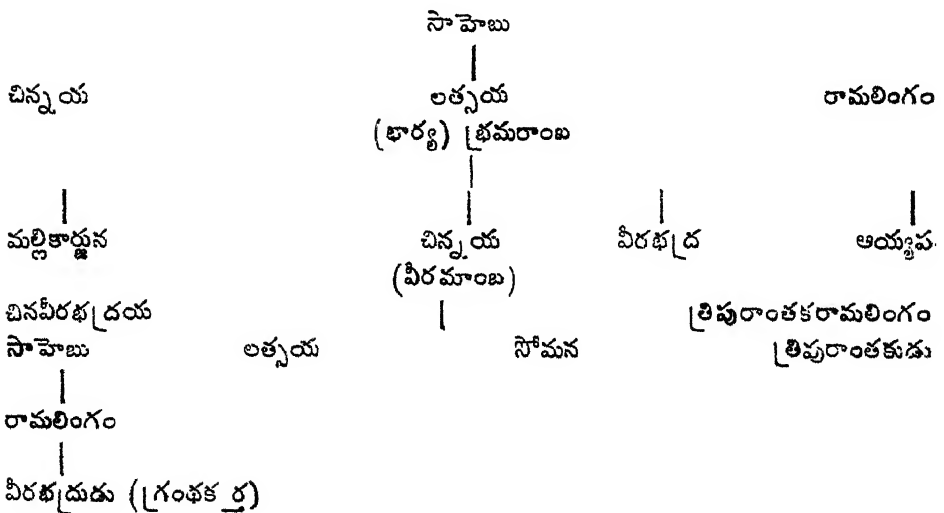 సాహెబు
చిన్నయ లత్సయ రామలింగం
(భార్య) భ్రమరాంబ
మల్లికార్జున చిన్నయ వీరభద్ర ఆయ్యప
(వీరమాంబ)
చినవీరభద్రయ త్రిపురాంతకరామలింగం
సాహెబు లత్సయ సోమన త్రిపురాంతకుడు
రామలింగం
వీరభద్రుడు (గ్రంథకర్త)